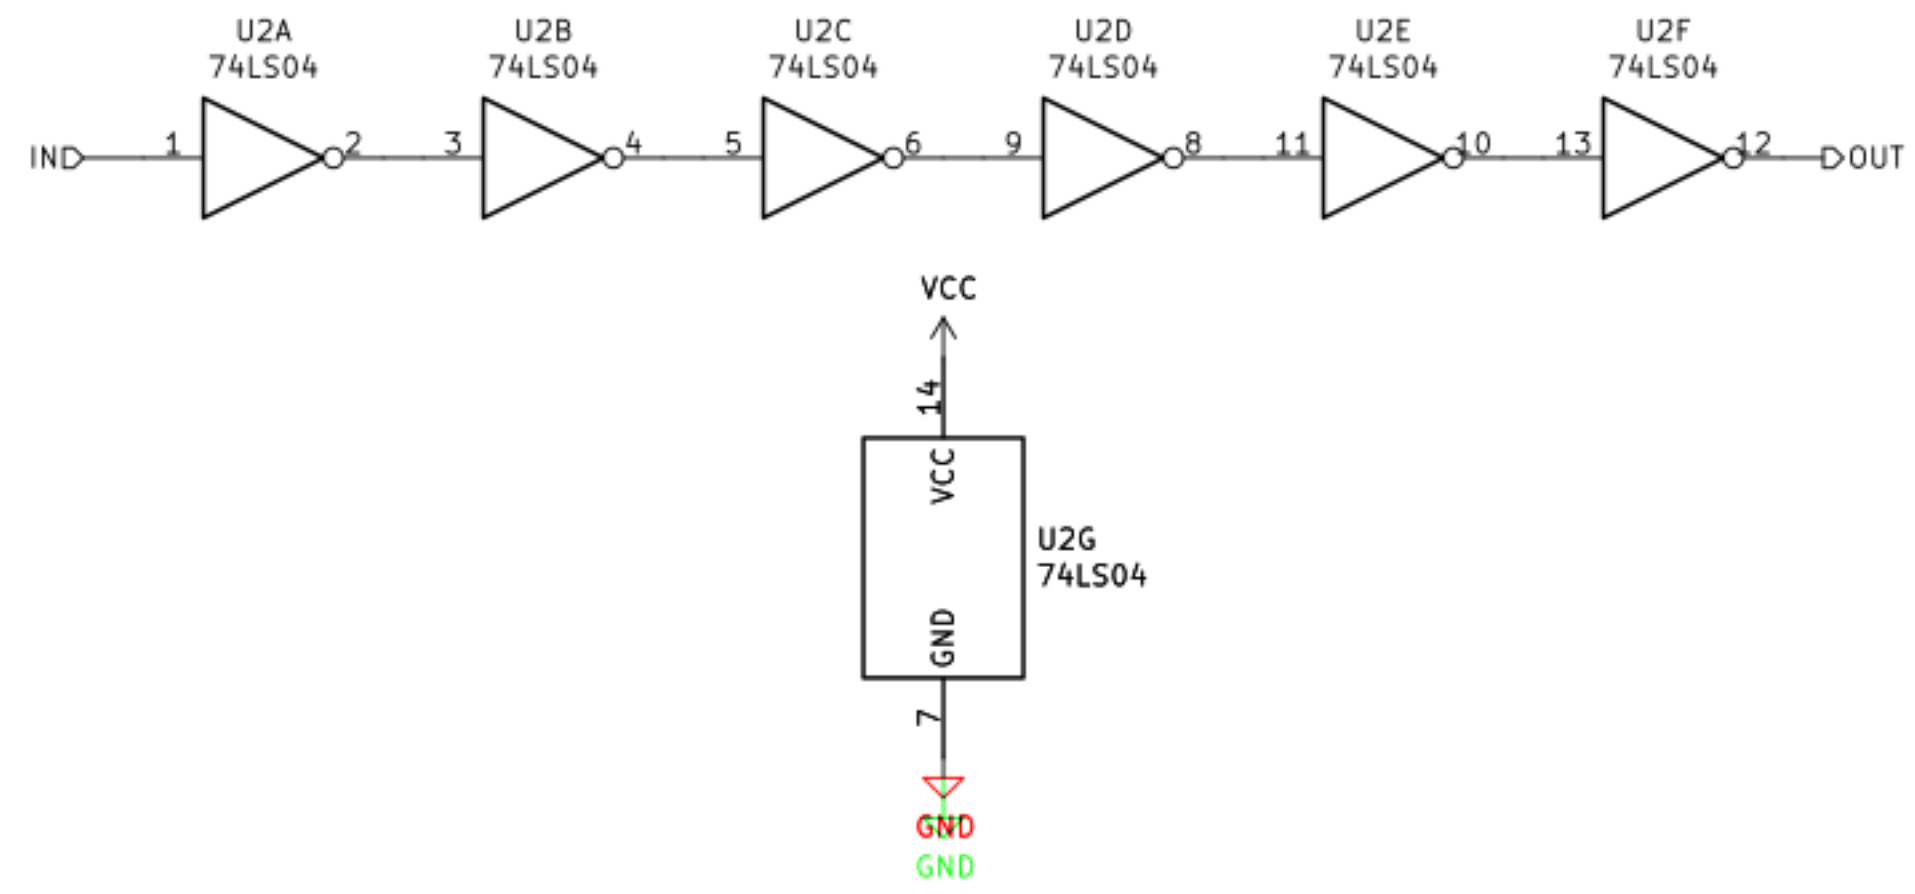 U2A U2B U2C U2D U2E U2F
74LS04 74LS04 74LS04 74LS04 74LS04 74LS04
IN 1 2 3 4 5 6 9 8 11 10 13 12 OUT
VCC
14
VCC
U2G
74LS04
GND
7
GND
GND